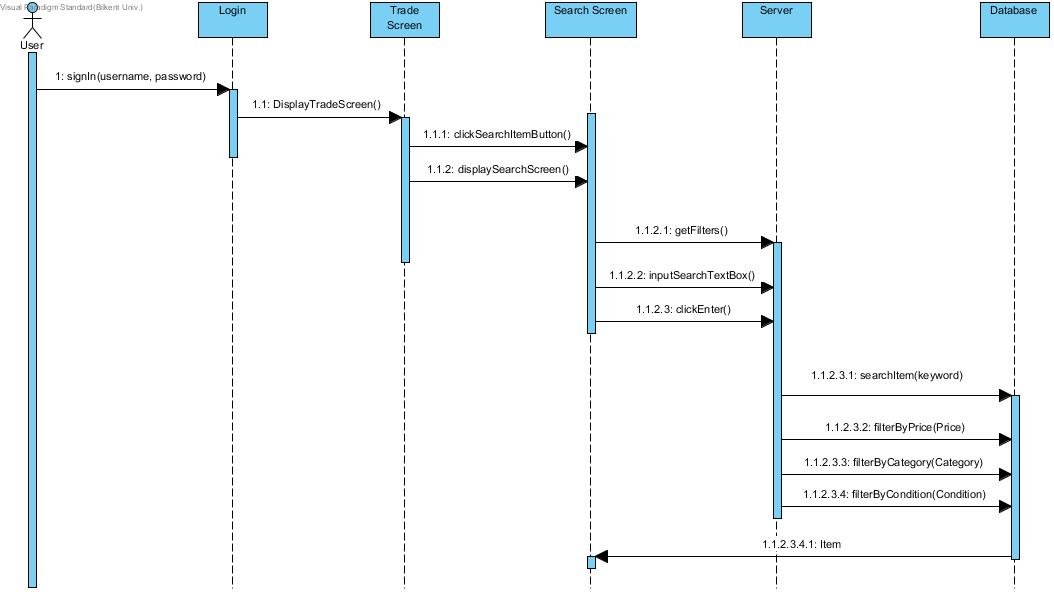 Visual Paradigm Standard(Bilkent Univ.)
User
Login
Trade
Screen
Search Screen
Server
Database
1: signIn(username, password)
1.1: DisplayTradeScreen()
1.1.1: clickSearchItemButton()
1.1.2: displaySearchScreen()
1.1.2.1: getFilters()
1.1.2.2: inputSearchTextBox()
1.1.2.3: clickEnter()
1.1.2.3.1: searchItem(keyword)
1.1.2.3.2: filterByPrice(Price)
1.1.2.3.3: filterByCategory(Category)
1.1.2.3.4: filterByCondition(Condition)
1.1.2.3.4.1: Item